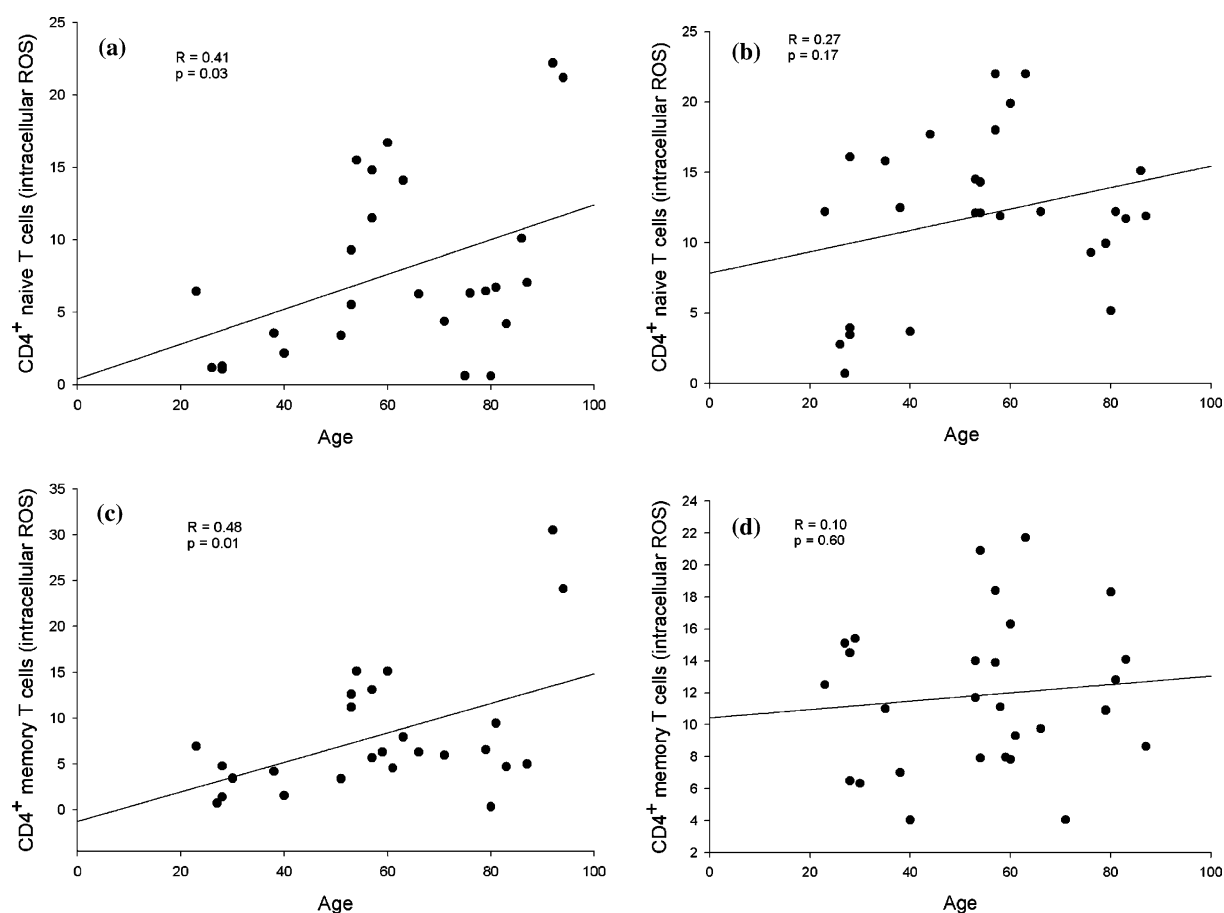 (a)
R = 0.41
p = 0.03
CD4+ naive T cells (intracellular ROS)
25
20
15
10
5
0
0 20 40 60 80 100
Age
(b)
R = 0.27
p = 0.17
CD4+ naive T cells (intracellular ROS)
25
20
15
10
5
0
0 20 40 60 80 100
Age
(c)
R = 0.48
p = 0.01
CD4+ memory T cells (intracellular ROS)
35
30
25
20
15
10
5
0
0 20 40 60 80 100
Age
(d)
R = 0.10
p = 0.60
CD4+ memory T cells (intracellular ROS)
24
22
20
18
16
14
12
10
8
6
4
2
0 20 40 60 80 100
Age